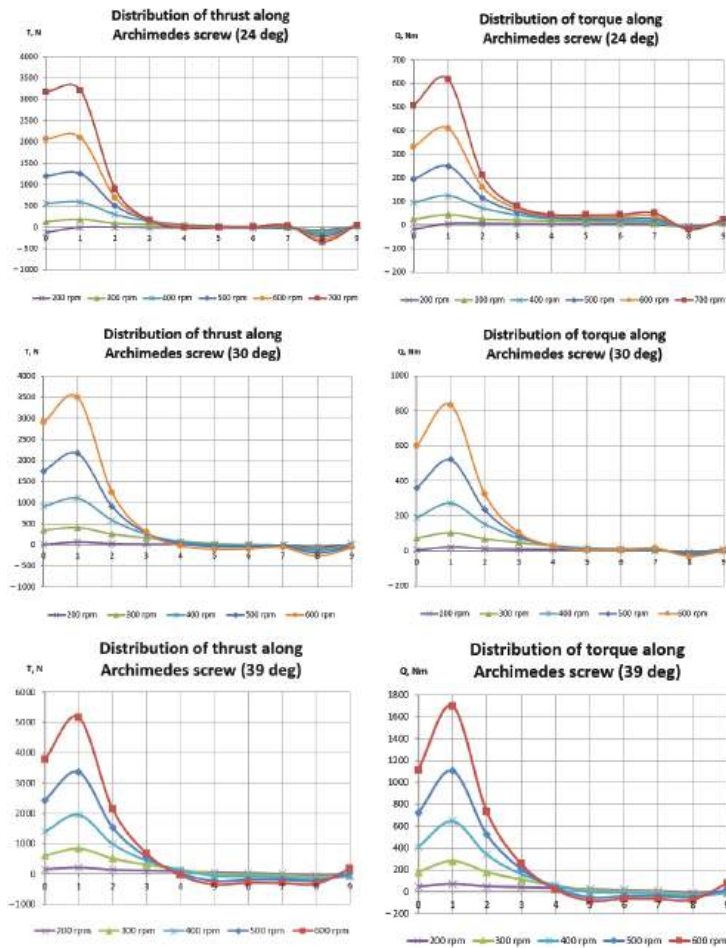 T, N
Distribution of thrust along
Archimedes screw (24 deg)
4000
3500
3000
2500
2000
1500
1000
500
0
−500
−1000
0 1 2 3 4 5 6 7 8 9
200 rpm 300 rpm 400 rpm 500 rpm 600 rpm 700 rpm
Q, Nm
Distribution of torque along
Archimedes screw (24 deg)
700
600
500
400
300
200
100
0
−100
−200
0 1 2 3 4 5 6 7 8 9
200 rpm 300 rpm 400 rpm 500 rpm 600 rpm 700 rpm
T, N
Distribution of thrust along
Archimedes screw (30 deg)
4000
3500
3000
2500
2000
1500
1000
500
0
−500
−1000
0 1 2 3 4 5 6 7 8 9
200 rpm 300 rpm 400 rpm 500 rpm 600 rpm
Q, Nm
Distribution of torque along
Archimedes screw (30 deg)
1000
800
600
400
200
0
−200
0 1 2 3 4 5 6 7 8 9
200 rpm 300 rpm 400 rpm 500 rpm 600 rpm
T, N
Distribution of thrust along
Archimedes screw (39 deg)
6000
5000
4000
3000
2000
1000
0
−1000
0 1 2 3 4 5 6 7 8 9
200 rpm 300 rpm 400 rpm 500 rpm 600 rpm
Q, Nm
Distribution of torque along
Archimedes screw (39 deg)
1800
1600
1400
1200
1000
800
600
400
200
0
−200
0 1 2 3 4 5 6 7 8 9
200 rpm 300 rpm 400 rpm 500 rpm 600 rpm